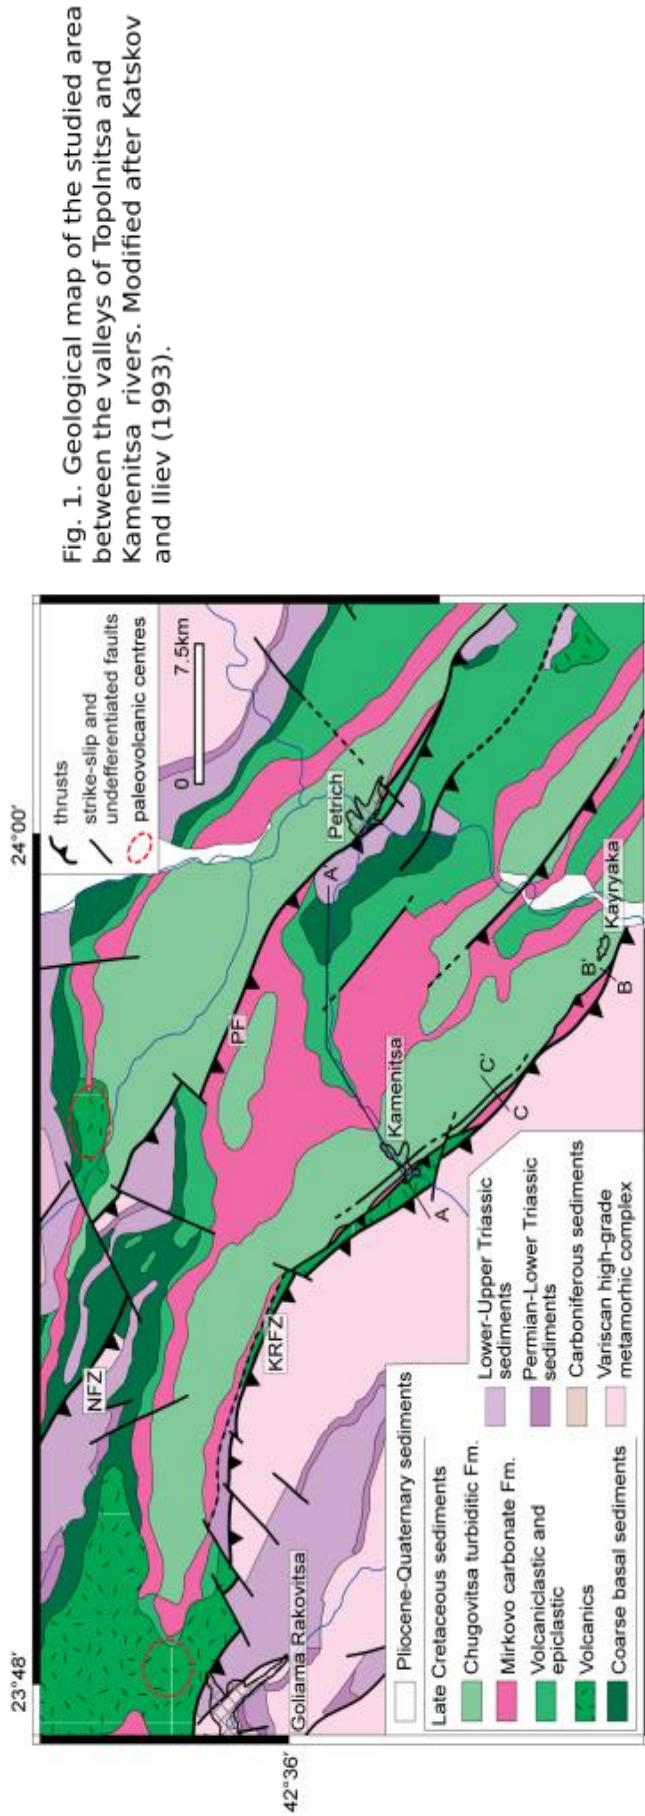 Fig. 1. Geological map of the studied area
between the valleys of Topolnitsa and
Kamenitsa rivers. Modified after Katskov
and Iliev (1993).
23°48′
24°00′
42°36′
thrusts
strike-slip and
undefferentiated faults
paleovolcanic centres
0
7.5km
NFZ
PF
KRFZ
Petrich
A'
Kamenitsa
A
C'
C
B'
B
Kayryaka
Goliama Rakovitsa
Pliocene-Quaternary sediments
Late Cretaceous sediments
Chugovitsa turbiditic Fm.
Mirkovo carbonate Fm.
Volcaniclastic and
epiclastic
Volcanics
Coarse basal sediments
Lower-Upper Triassic
sediments
Permian-Lower Triassic
sediments
Carboniferous sediments
Variscan high-grade
metamorhic complex